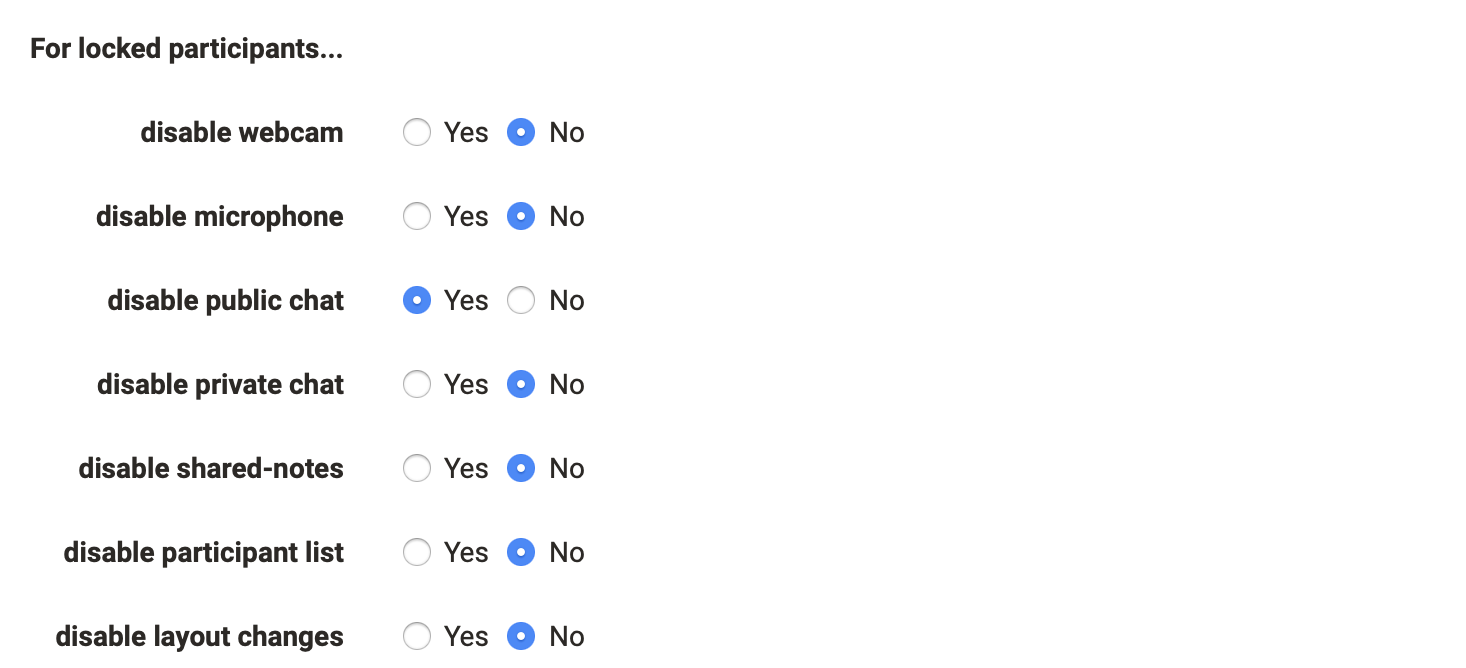 For locked participants...
disable webcam Yes No
disable microphone Yes No
disable public chat Yes No
disable private chat Yes No
disable shared-notes Yes No
disable participant list Yes No
disable layout changes Yes No